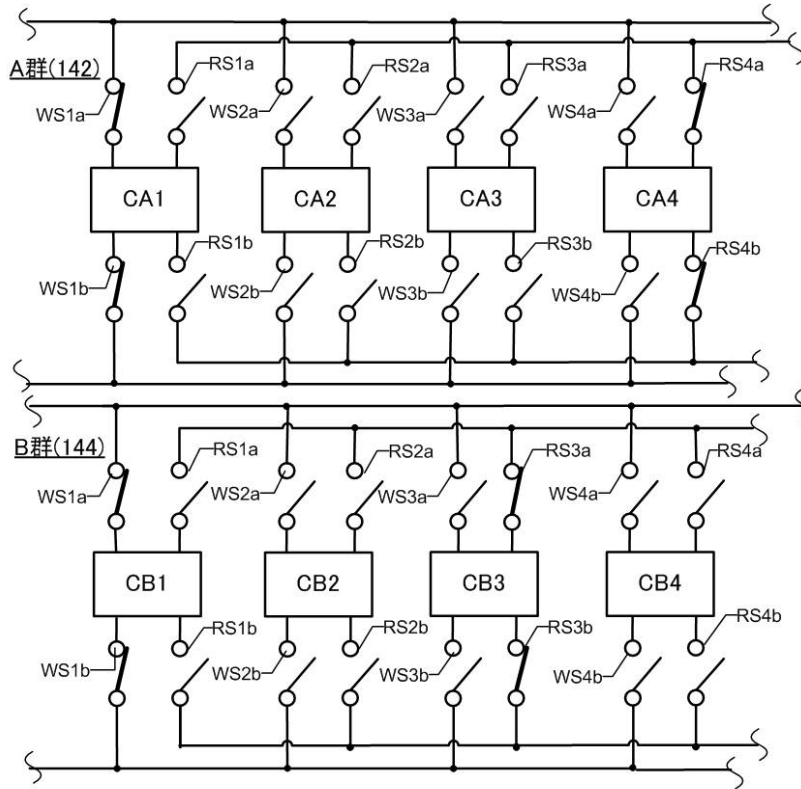 A群(142)
WS1a
RS1a
WS2a
RS2a
WS3a
RS3a
WS4a
RS4a
CA1
CA2
CA3
CA4
WS1b
RS1b
WS2b
RS2b
WS3b
RS3b
WS4b
RS4b
B群(144)
WS1a
RS1a
WS2a
RS2a
WS3a
RS3a
WS4a
RS4a
CB1
CB2
CB3
CB4
WS1b
RS1b
WS2b
RS2b
WS3b
RS3b
WS4b
RS4b